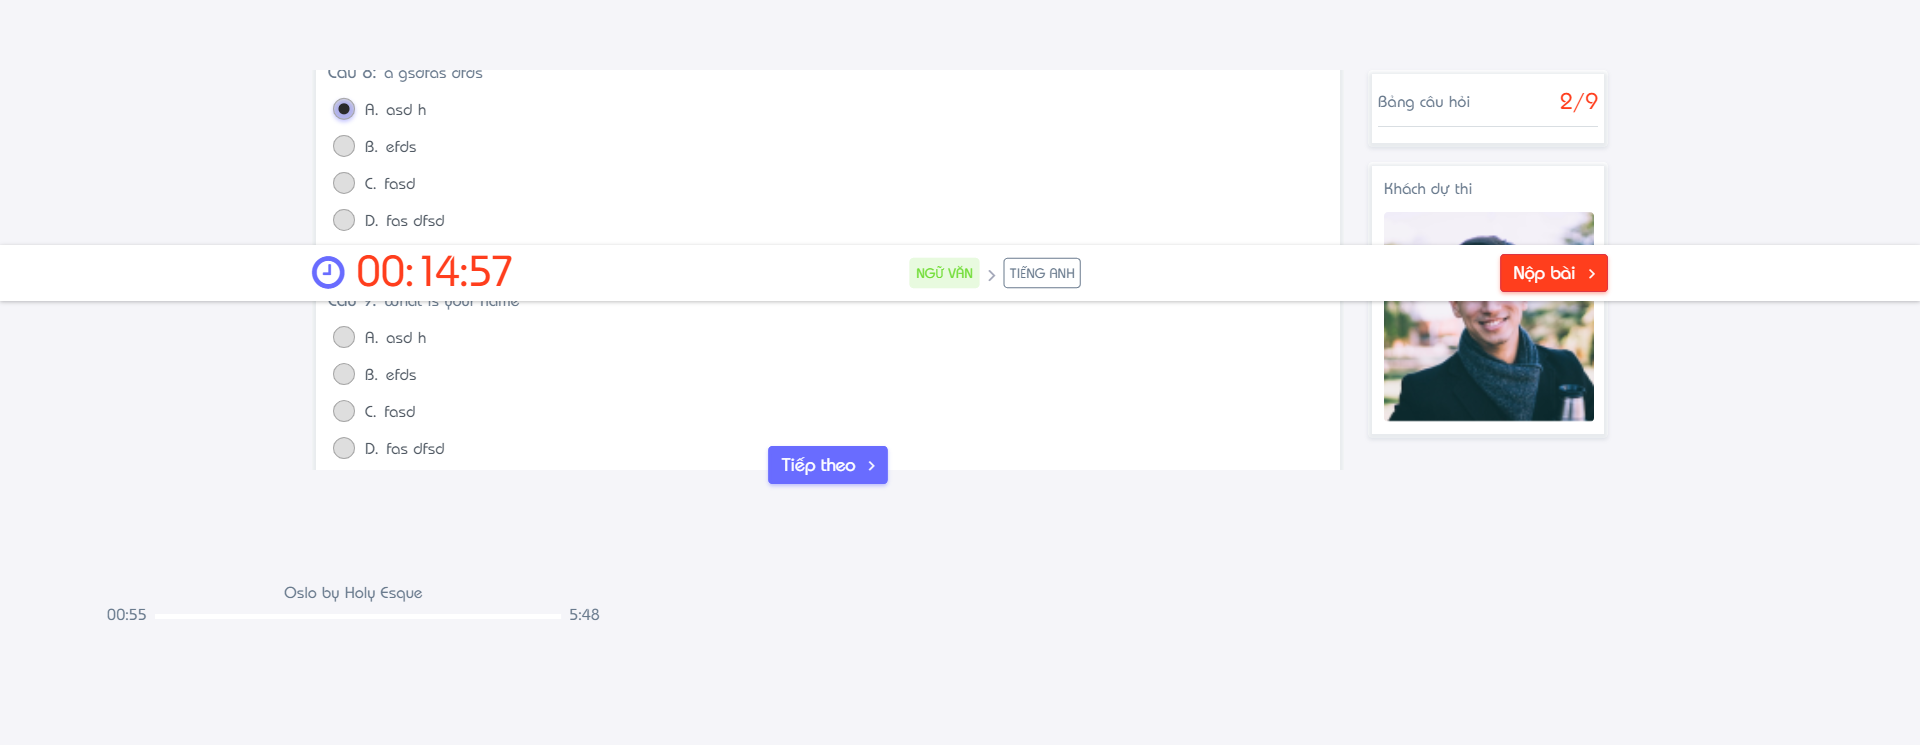 Câu 8: a gsdfas dfds
A. asd h
B. efds
C. fasd
D. fas dfsd
00:14:57
NGỮ VĂN > TIẾNG ANH
Nộp bài >
Câu 7: What is your name
A. asd h
B. efds
C. fasd
D. fas dfsd
Tiếp theo >
Bảng câu hỏi 2/9
Khách dự thi
Oslo by Holy Esque
00:55 5:48